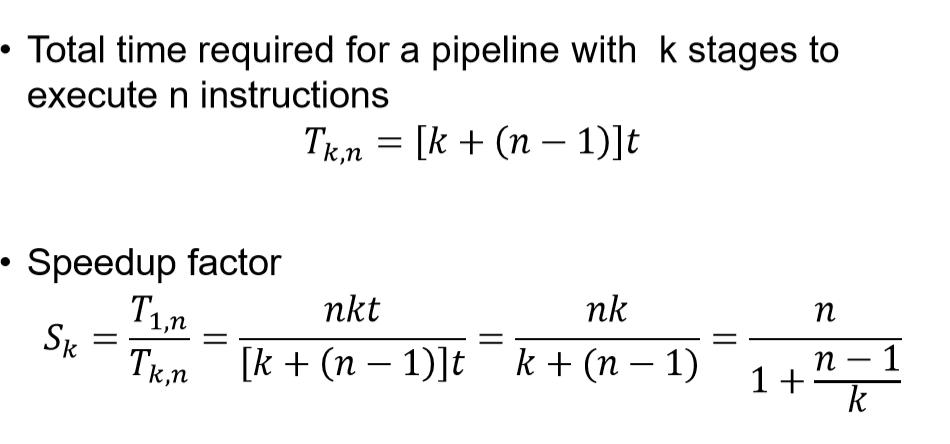 • Total time required for a pipeline with k stages to
execute n instructions
T_{k,n} = [k + (n − 1)]t
• Speedup factor
S_k = \frac{T_{1,n}}{T_{k,n}} = \frac{nkt}{[k + (n − 1)]t} = \frac{nk}{k + (n − 1)} = \frac{n}{1 + \frac{n − 1}{k}}